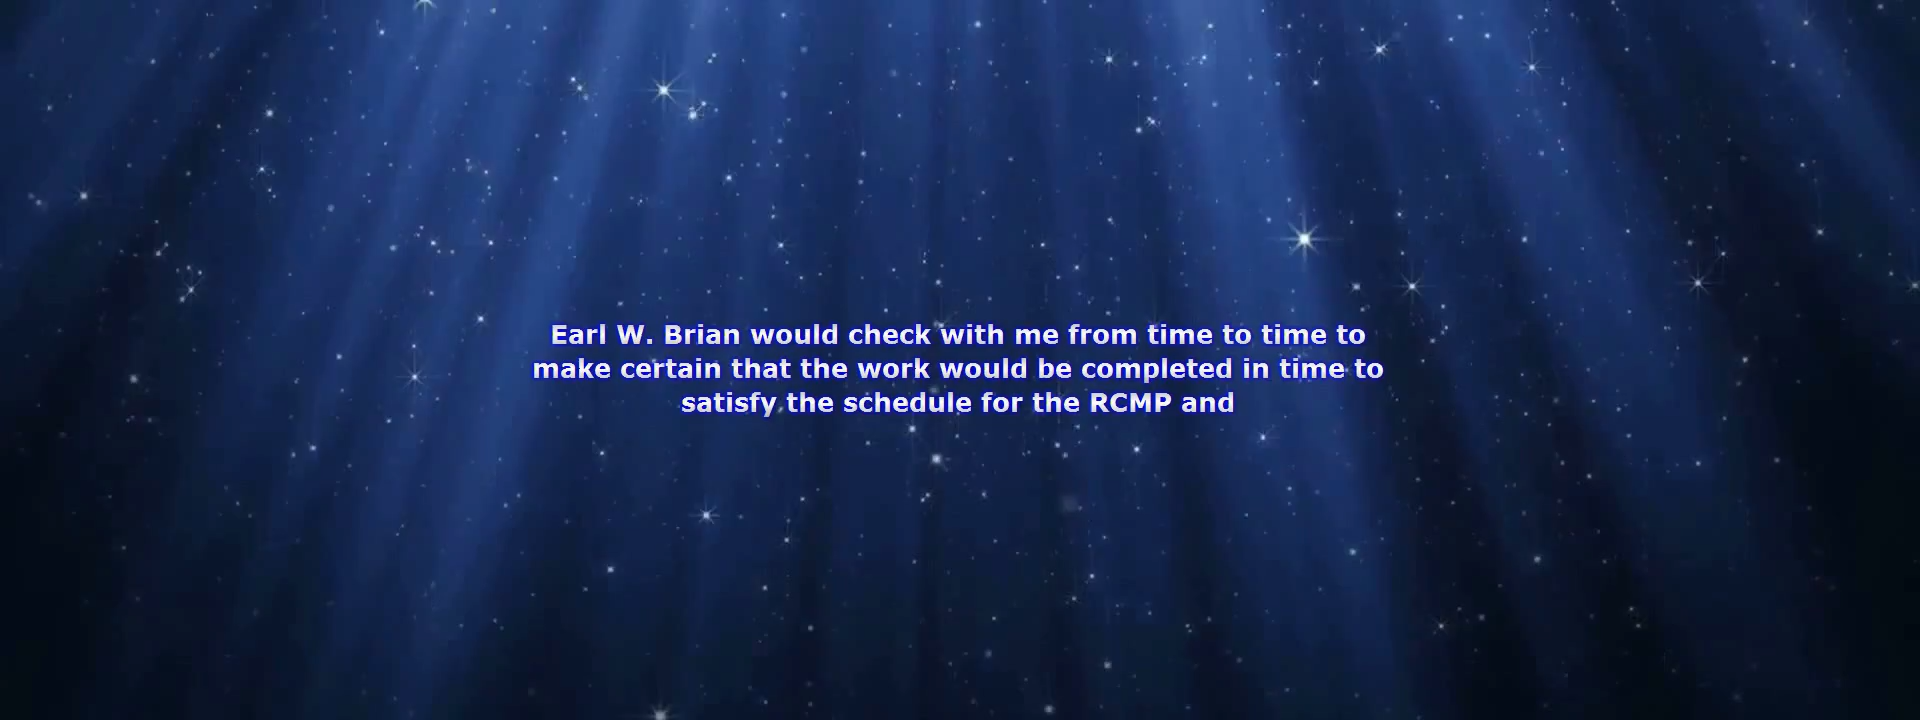 Earl W. Brian would check with me from time to time to
make certain that the work would be completed in time to
satisfy the schedule for the RCMP and